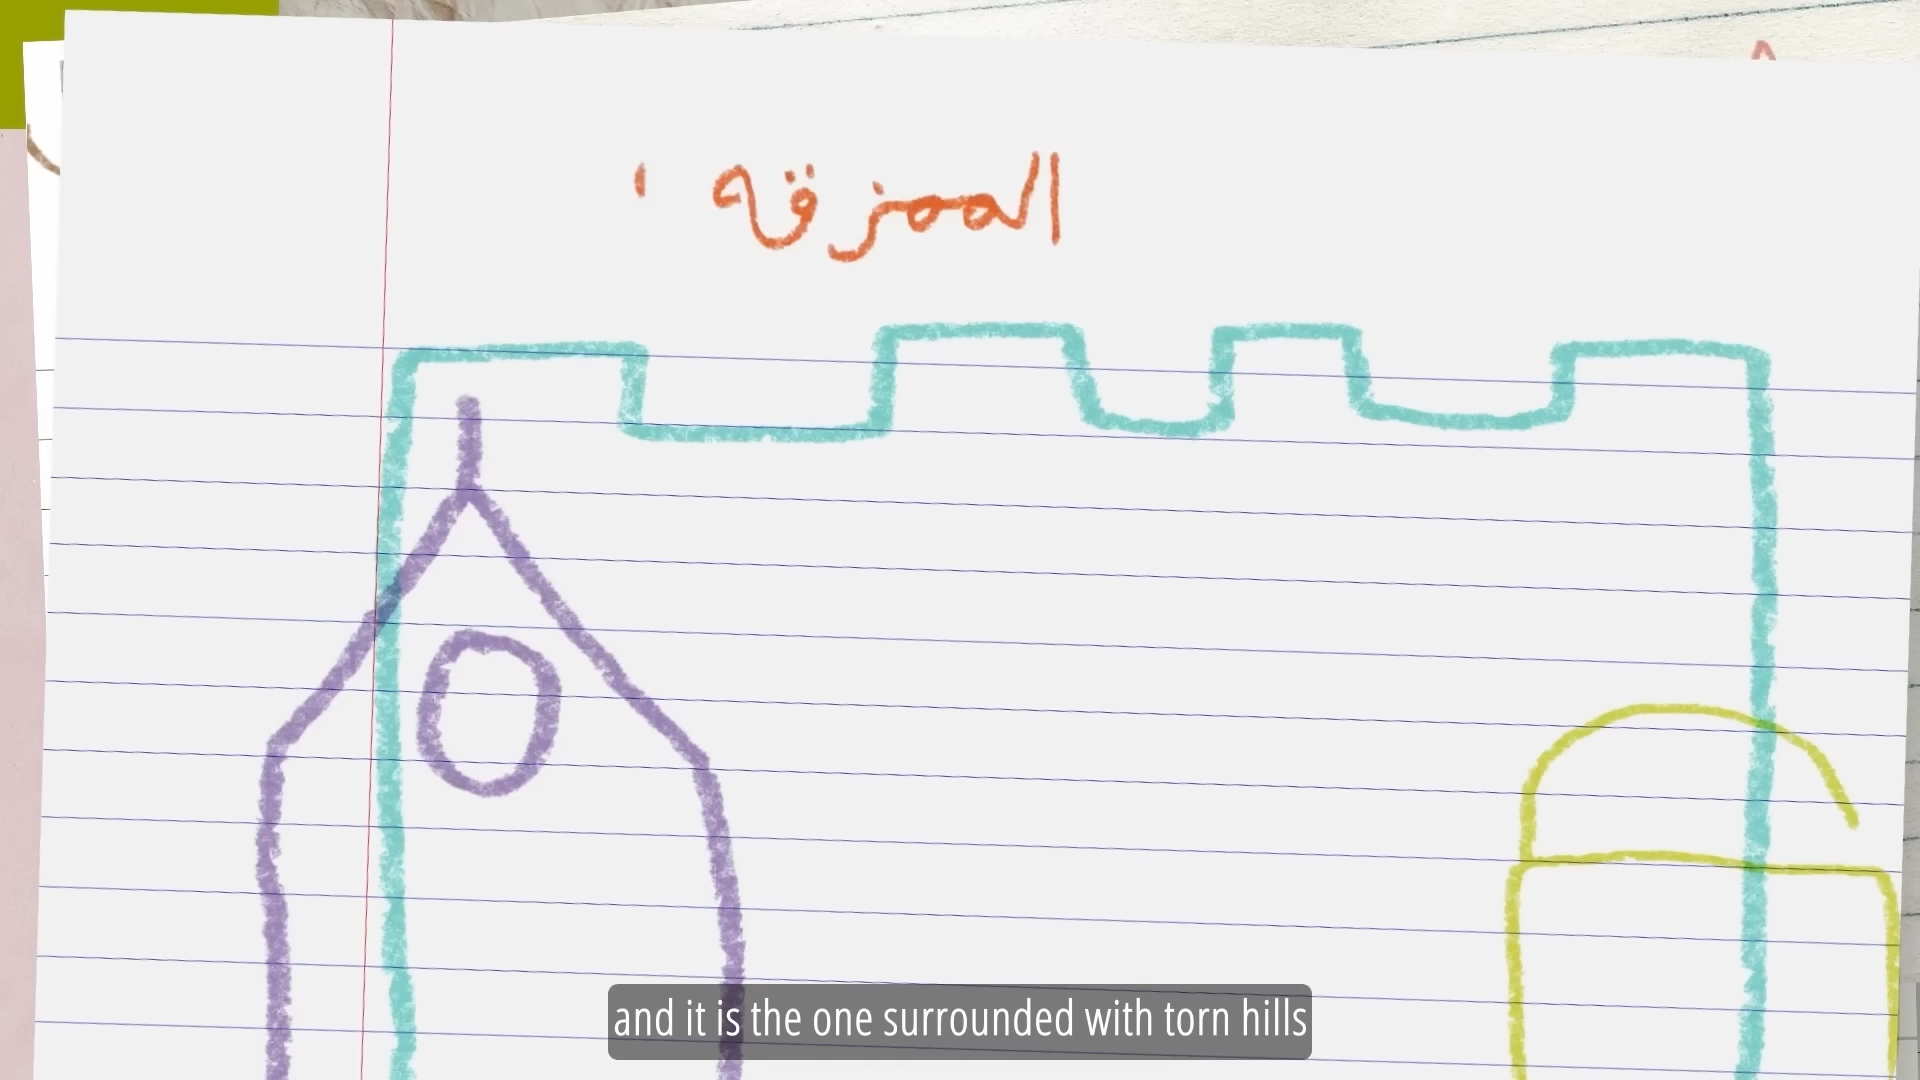 الممزقه
and it is the one surrounded with torn hills